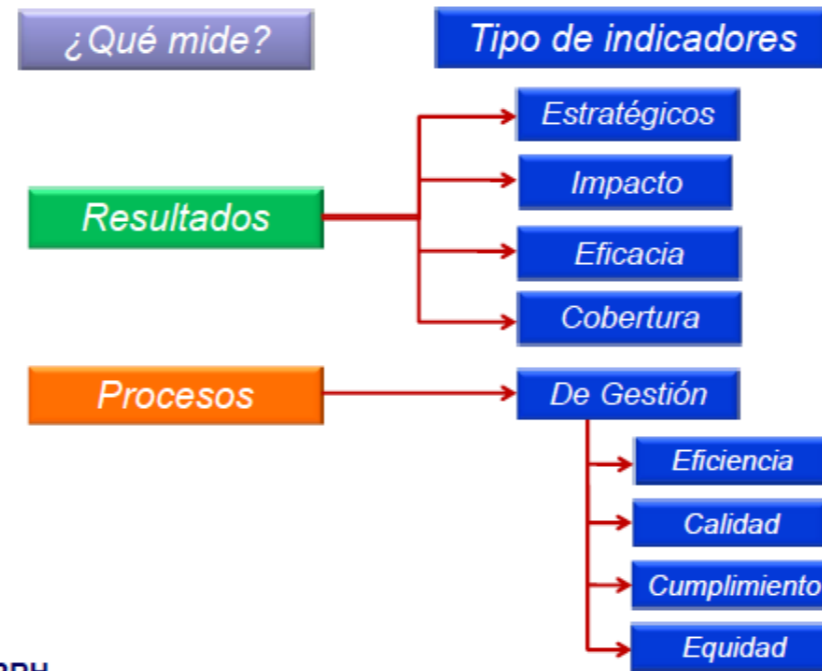 ¿Qué mide?
Tipo de indicadores
Estratégicos
Impacto
Resultados
Eficacia
Cobertura
Procesos
De Gestión
Eficiencia
Calidad
Cumplimiento
Equidad